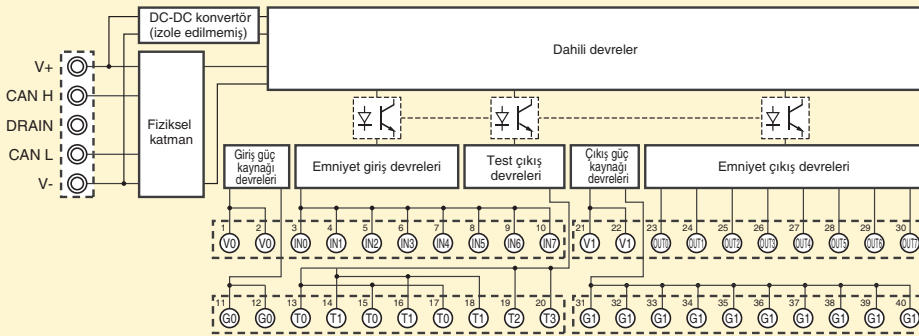 DC-DC konvertör
(izole edilmemiş)
Dahili devreler
V+
CAN H
DRAIN
CAN L
V-
Fiziksel
katman
Giriş güç
kaynağı
devreleri
Emniyet giriş devreleri
Test çıkış
devreleri
Çıkış güç
kaynağı
devreleri
Emniyet çıkış devreleri
1 2 3 4 5 6 7 8 9 10
V0 V0 IN0 IN1 IN2 IN3 IN4 IN5 IN6 IN7
21 22 23 24 25 26 27 28 29 30
V1 V1 OUT0 OUT1 OUT2 OUT3 OUT4 OUT5 OUT6 OUT7
11 12 13 14 15 16 17 18 19 20
G0 G0 T0 T1 T0 T1 T0 T1 T2 T3
31 32 33 34 35 36 37 38 39 40
G1 G1 G1 G1 G1 G1 G1 G1 G1 G1